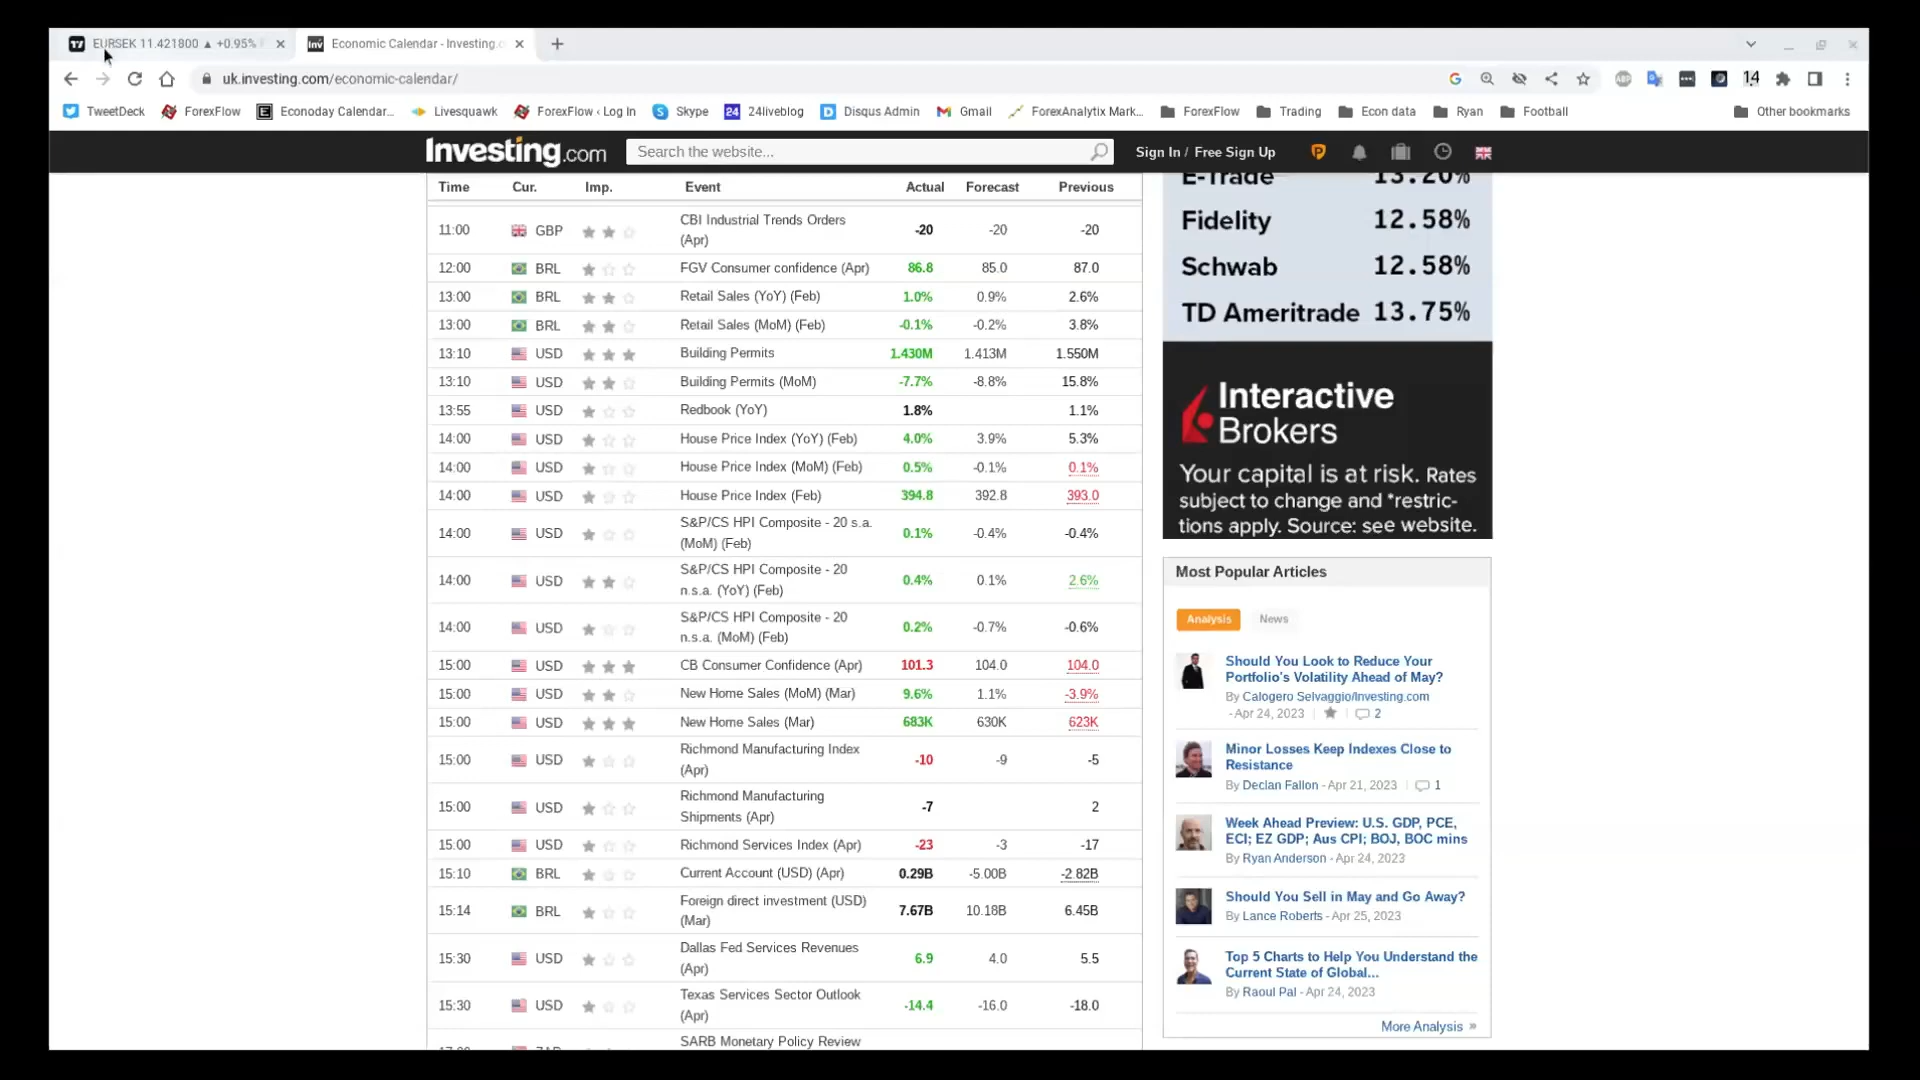 EURSEK 11.421800 ▲ +0.95%
Economic Calendar - Investing.c
uk.investing.com/economic-calendar/
14
TweetDeck ForexFlow Econoday Calendar... Livesquawk ForexFlow ‹ Log In Skype 24 24liveblog Disqus Admin Gmail ForexAnalytix Mark... ForexFlow Trading Econ data Ryan Football Other bookmarks
Investing.com
Search the website...
Sign In / Free Sign Up
Time Cur. Imp. Event Actual Forecast Previous
11:00 GBP CBI Industrial Trends Orders (Apr) -20 -20 -20
12:00 BRL FGV Consumer confidence (Apr) 86.8 85.0 87.0
13:00 BRL Retail Sales (YoY) (Feb) 1.0% 0.9% 2.6%
13:00 BRL Retail Sales (MoM) (Feb) -0.1% -0.2% 3.8%
13:10 USD Building Permits 1.430M 1.413M 1.550M
13:10 USD Building Permits (MoM) -7.7% -8.8% 15.8%
13:55 USD Redbook (YoY) 1.8% 1.1%
14:00 USD House Price Index (YoY) (Feb) 4.0% 3.9% 5.3%
14:00 USD House Price Index (MoM) (Feb) 0.5% -0.1% 0.1%
14:00 USD House Price Index (Feb) 394.8 392.8 393.0
14:00 USD S&P/CS HPI Composite - 20 s.a. (MoM) (Feb) 0.1% -0.4% -0.4%
14:00 USD S&P/CS HPI Composite - 20 n.s.a. (YoY) (Feb) 0.4% 0.1% 2.6%
14:00 USD S&P/CS HPI Composite - 20 n.s.a. (MoM) (Feb) 0.2% -0.7% -0.6%
15:00 USD CB Consumer Confidence (Apr) 101.3 104.0 104.0
15:00 USD New Home Sales (MoM) (Mar) 9.6% 1.1% -3.9%
15:00 USD New Home Sales (Mar) 683K 630K 623K
15:00 USD Richmond Manufacturing Index (Apr) -10 -9 -5
15:00 USD Richmond Manufacturing Shipments (Apr) -7 2
15:00 USD Richmond Services Index (Apr) -23 -3 -17
15:10 BRL Current Account (USD) (Apr) 0.29B -5.00B -2.82B
15:14 BRL Foreign direct investment (USD) (Mar) 7.67B 10.18B 6.45B
15:30 USD Dallas Fed Services Revenues (Apr) 6.9 4.0 5.5
15:30 USD Texas Services Sector Outlook (Apr) -14.4 -16.0 -18.0
SARB Monetary Policy Review
E-Trade 13.20%
Fidelity 12.58%
Schwab 12.58%
TD Ameritrade 13.75%
Interactive
Brokers
Your capital is at risk. Rates
subject to change and *restric-
tions apply. Source: see website.
Most Popular Articles
Analysis News
Should You Look to Reduce Your
Portfolio's Volatility Ahead of May?
By Calogero Selvaggio/Investing.com
- Apr 24, 2023 2
Minor Losses Keep Indexes Close to
Resistance
By Declan Fallon - Apr 21, 2023 1
Week Ahead Preview: U.S. GDP, PCE,
ECI; EZ GDP; Aus CPI; BOJ, BOC mins
By Ryan Anderson - Apr 24, 2023
Should You Sell in May and Go Away?
By Lance Roberts - Apr 25, 2023
Top 5 Charts to Help You Understand the
Current State of Global...
By Raoul Pal - Apr 24, 2023
More Analysis »